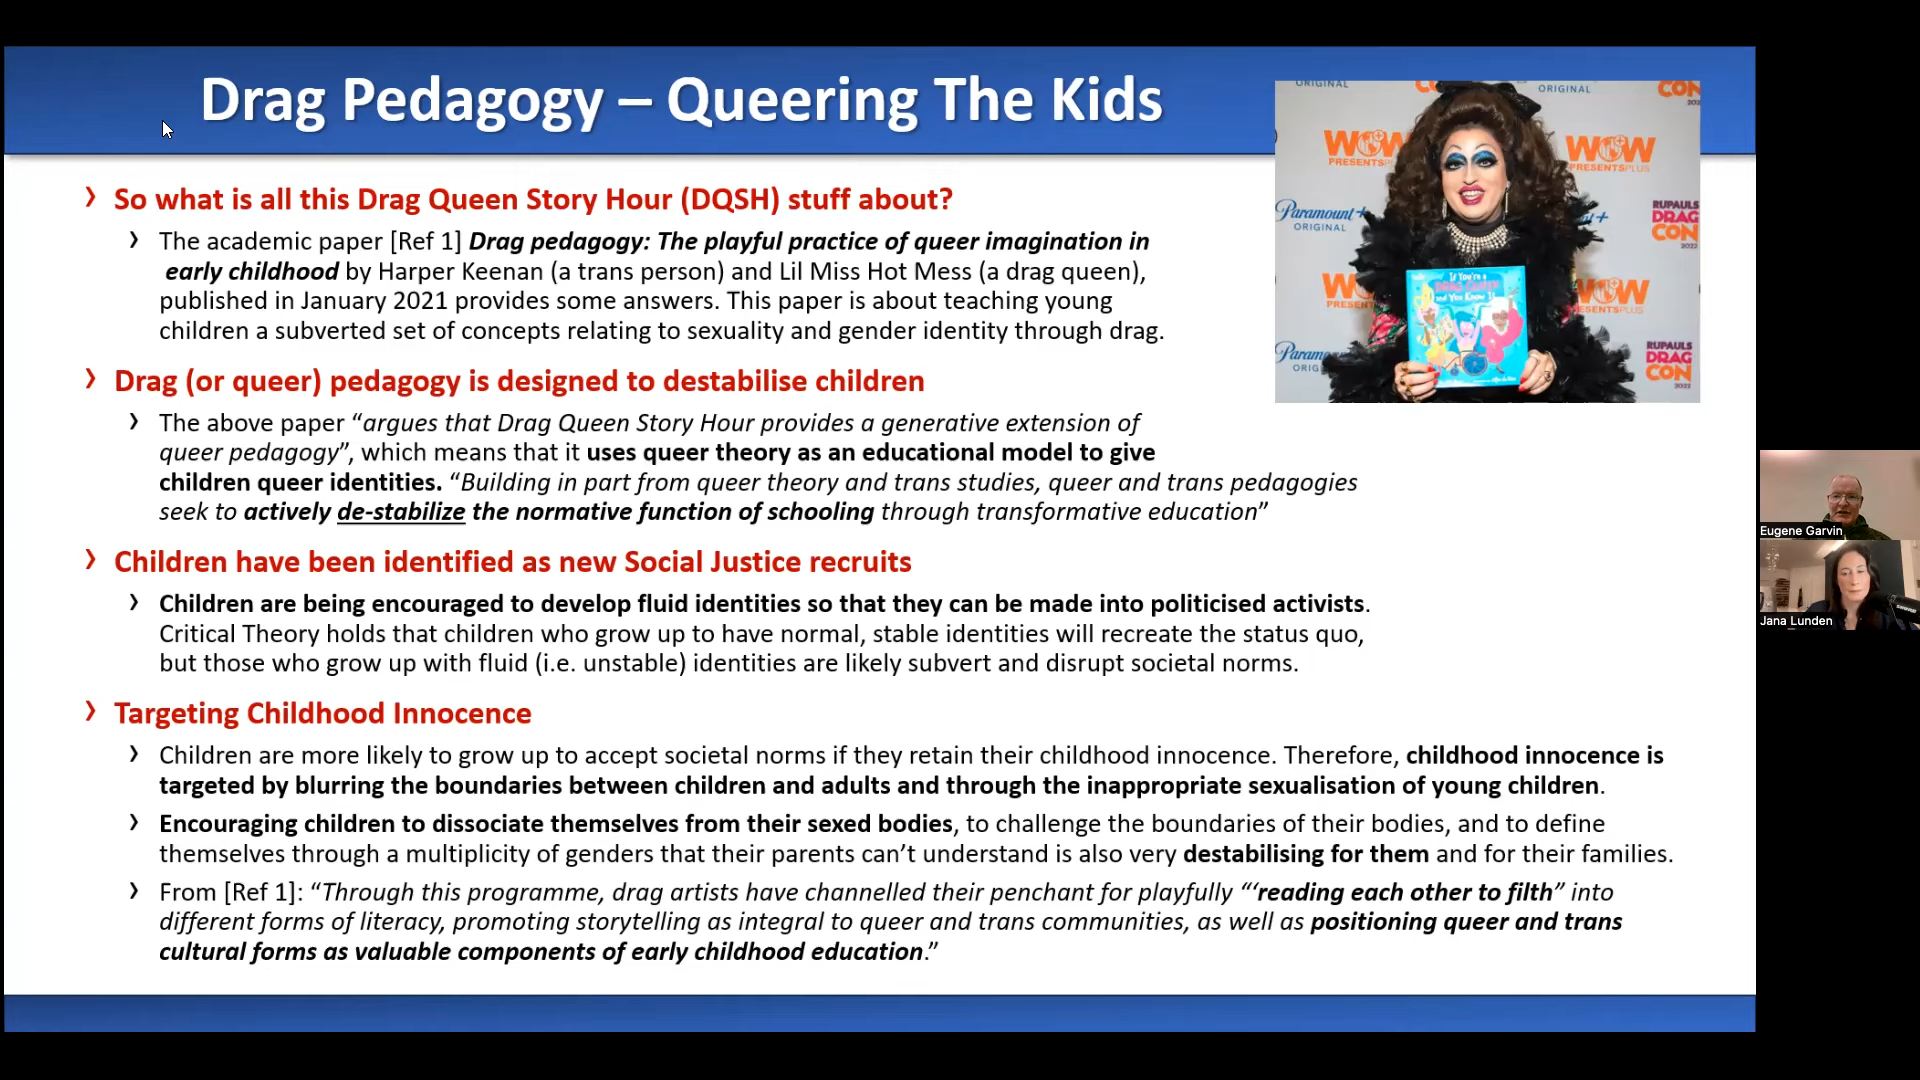 Drag Pedagogy – Queering The Kids
So what is all this Drag Queen Story Hour (DQSH) stuff about?
The academic paper [Ref 1] Drag pedagogy: The playful practice of queer imagination in
early childhood by Harper Keenan (a trans person) and Lil Miss Hot Mess (a drag queen),
published in January 2021 provides some answers. This paper is about teaching young
children a subverted set of concepts relating to sexuality and gender identity through drag.
Drag (or queer) pedagogy is designed to destabilise children
The above paper “argues that Drag Queen Story Hour provides a generative extension of
queer pedagogy”, which means that it uses queer theory as an educational model to give
children queer identities. “Building in part from queer theory and trans studies, queer and trans pedagogies
seek to actively de-stabilize the normative function of schooling through transformative education”
Children have been identified as new Social Justice recruits
Children are being encouraged to develop fluid identities so that they can be made into politicised activists.
Critical Theory holds that children who grow up to have normal, stable identities will recreate the status quo,
but those who grow up with fluid (i.e. unstable) identities are likely subvert and disrupt societal norms.
Targeting Childhood Innocence
Children are more likely to grow up to accept societal norms if they retain their childhood innocence. Therefore, childhood innocence is
targeted by blurring the boundaries between children and adults and through the inappropriate sexualisation of young children.
Encouraging children to dissociate themselves from their sexed bodies, to challenge the boundaries of their bodies, and to define
themselves through a multiplicity of genders that their parents can’t understand is also very destabilising for them and for their families.
From [Ref 1]: “Through this programme, drag artists have channelled their penchant for playfully “‘reading each other to filth” into
different forms of literacy, promoting storytelling as integral to queer and trans communities, as well as positioning queer and trans
cultural forms as valuable components of early childhood education.”
ORIGINAL
ORIGINAL
CON
WOW
PRESENTS
WOW
PRESENTSPLUS
Paramount+
ORIGINAL
RUPAULS
DRAG
CON
2022
If You're a
DRAG QUEEN
and You Know It
WOW
PRESENTSPLUS
RUPAULS
DRAG
CON
2022
Eugene Garvin
Jana Lunden